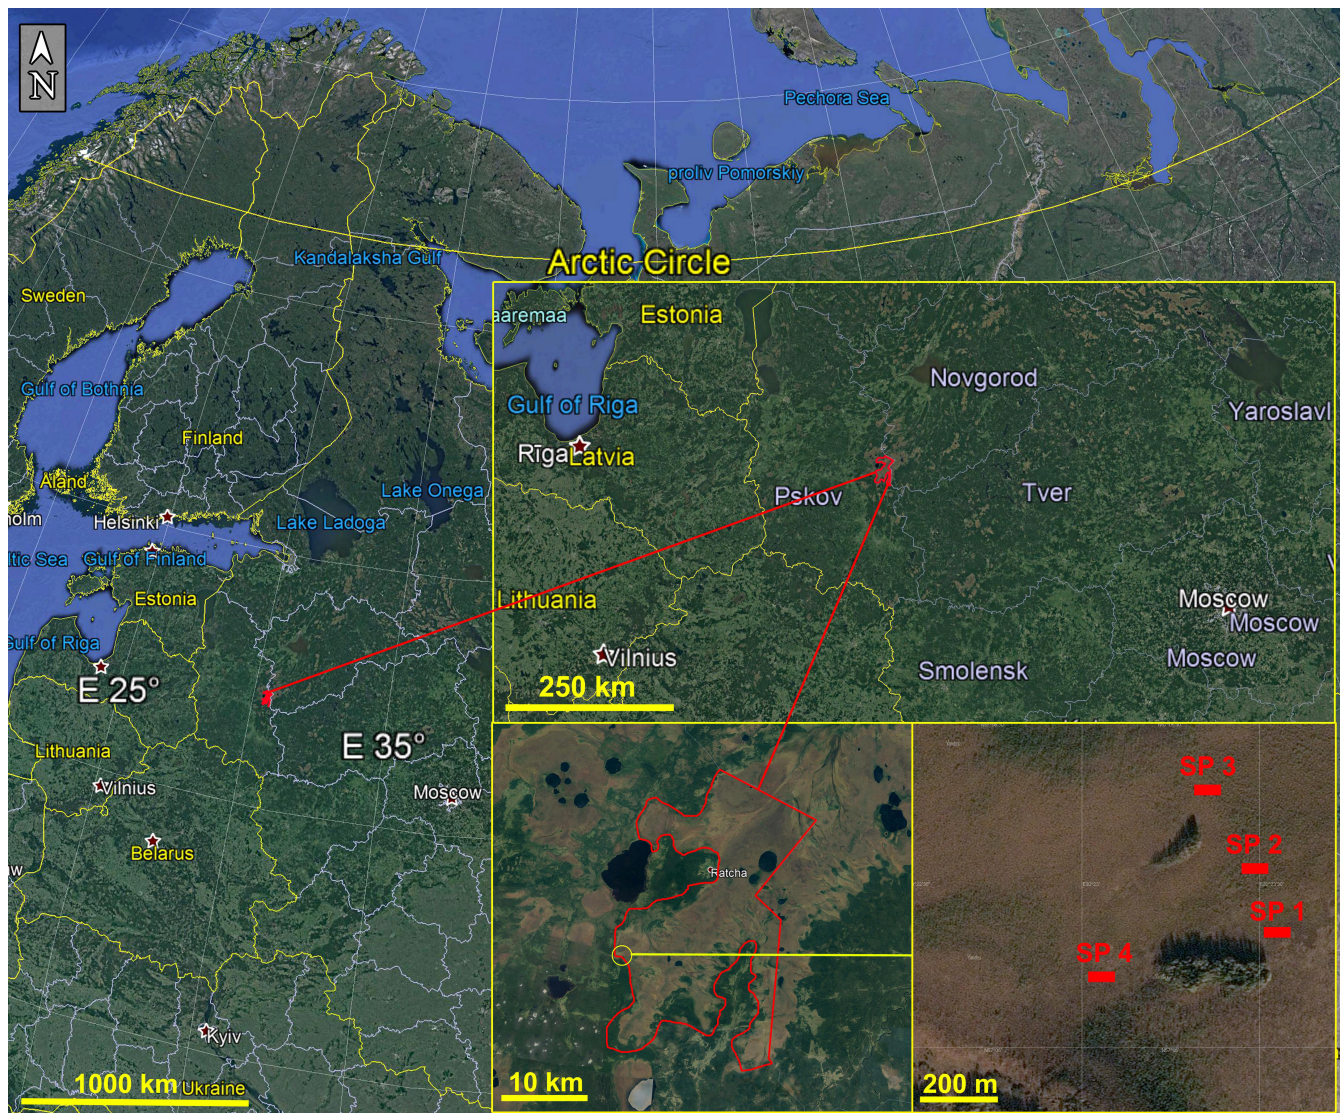 N
Pechora Sea
proliv Pomorskiy
Kandalaksha Gulf
Arctic Circle
Sweden
Gulf of Bothnia
Finland
Åland
Lake Onega
Lake Ladoga
holm
Helsinki
ltic Sea
Gulf of Finland
Estonia
Gulf of Riga
E 25°
E 35°
Lithuania
Vilnius
Moscow
Belarus
Kyiv
1000 km
Ukraine
aaremaa
Estonia
Novgorod
Gulf of Riga
Yaroslavl
Rīga
Latvia
Pskov
Tver
Lithuania
Moscow
Moscow
Vilnius
Moscow
Smolensk
250 km
Ratcha
10 km
SP 3
SP 2
SP 1
SP 4
200 m